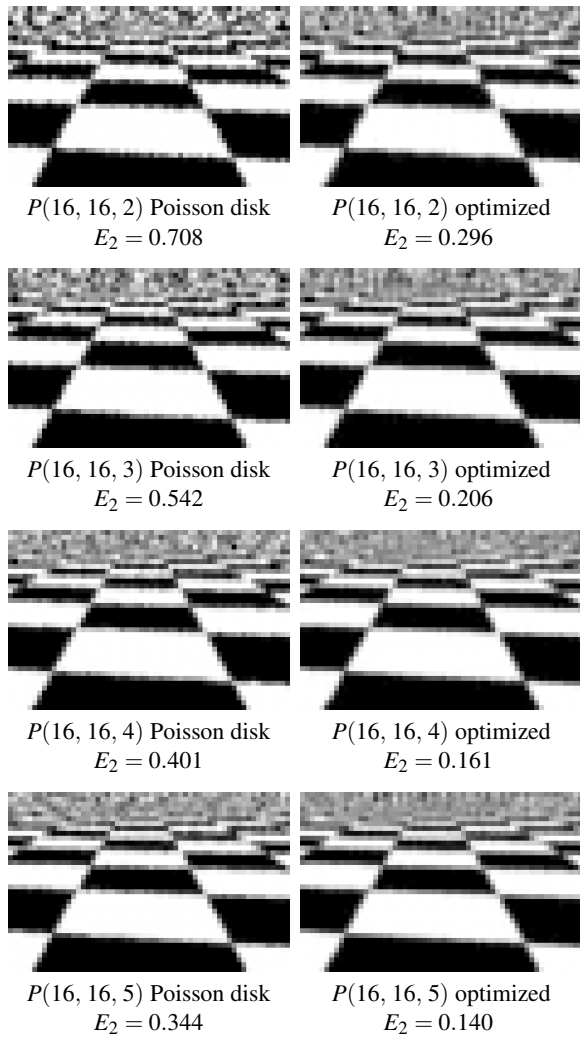 P(16, 16, 2) Poisson disk
E₂ = 0.708
P(16, 16, 2) optimized
E₂ = 0.296
P(16, 16, 3) Poisson disk
E₂ = 0.542
P(16, 16, 3) optimized
E₂ = 0.206
P(16, 16, 4) Poisson disk
E₂ = 0.401
P(16, 16, 4) optimized
E₂ = 0.161
P(16, 16, 5) Poisson disk
E₂ = 0.344
P(16, 16, 5) optimized
E₂ = 0.140